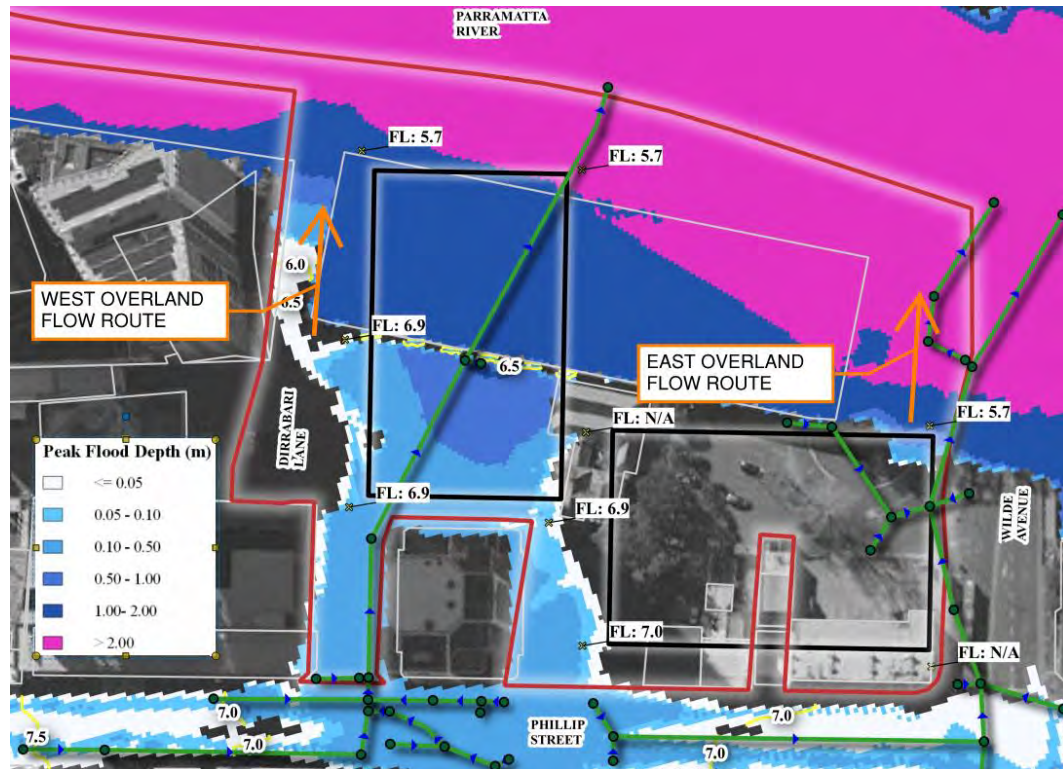 PARRAMATTA
RIVER
FL: 5.7
FL: 5.7
6.0
6.5
WEST OVERLAND
FLOW ROUTE
FL: 6.9
6.5
EAST OVERLAND
FLOW ROUTE
FL: N/A
FL: 5.7
DIRRABARI
LANE
Peak Flood Depth (m)
<= 0.05
0.05 - 0.10
0.10 - 0.50
0.50 - 1.00
1.00- 2.00
> 2.00
FL: 6.9
FL: 6.9
WILDE
AVENUE
FL: 7.0
FL: N/A
7.0
7.0
7.5
7.0
PHILLIP
STREET
7.0